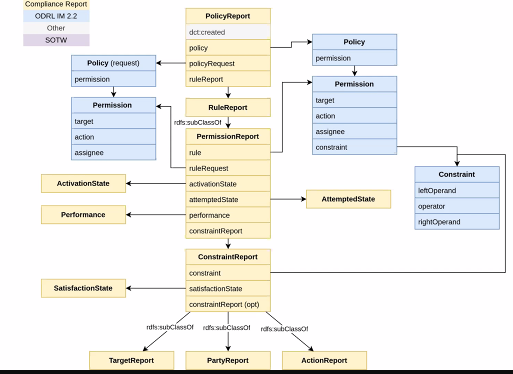 Compliance Report
ODRL IM 2.2
Other
SOTW
PolicyReport
dct:created
policy
policyRequest
ruleReport
Policy
permission
Policy (request)
permission
Permission
target
action
assignee
constraint
Permission
target
action
assignee
RuleReport
rdfs:subClassOf
PermissionReport
rule
ruleRequest
activationState
attemptedState
performance
constraintReport
ActivationState
Performance
AttemptedState
Constraint
leftOperand
operator
rightOperand
ConstraintReport
constraint
satisfactionState
constraintReport (opt)
SatisfactionState
rdfs:subClassOf
rdfs:subClassOf
rdfs:subClassOf
TargetReport
PartyReport
ActionReport